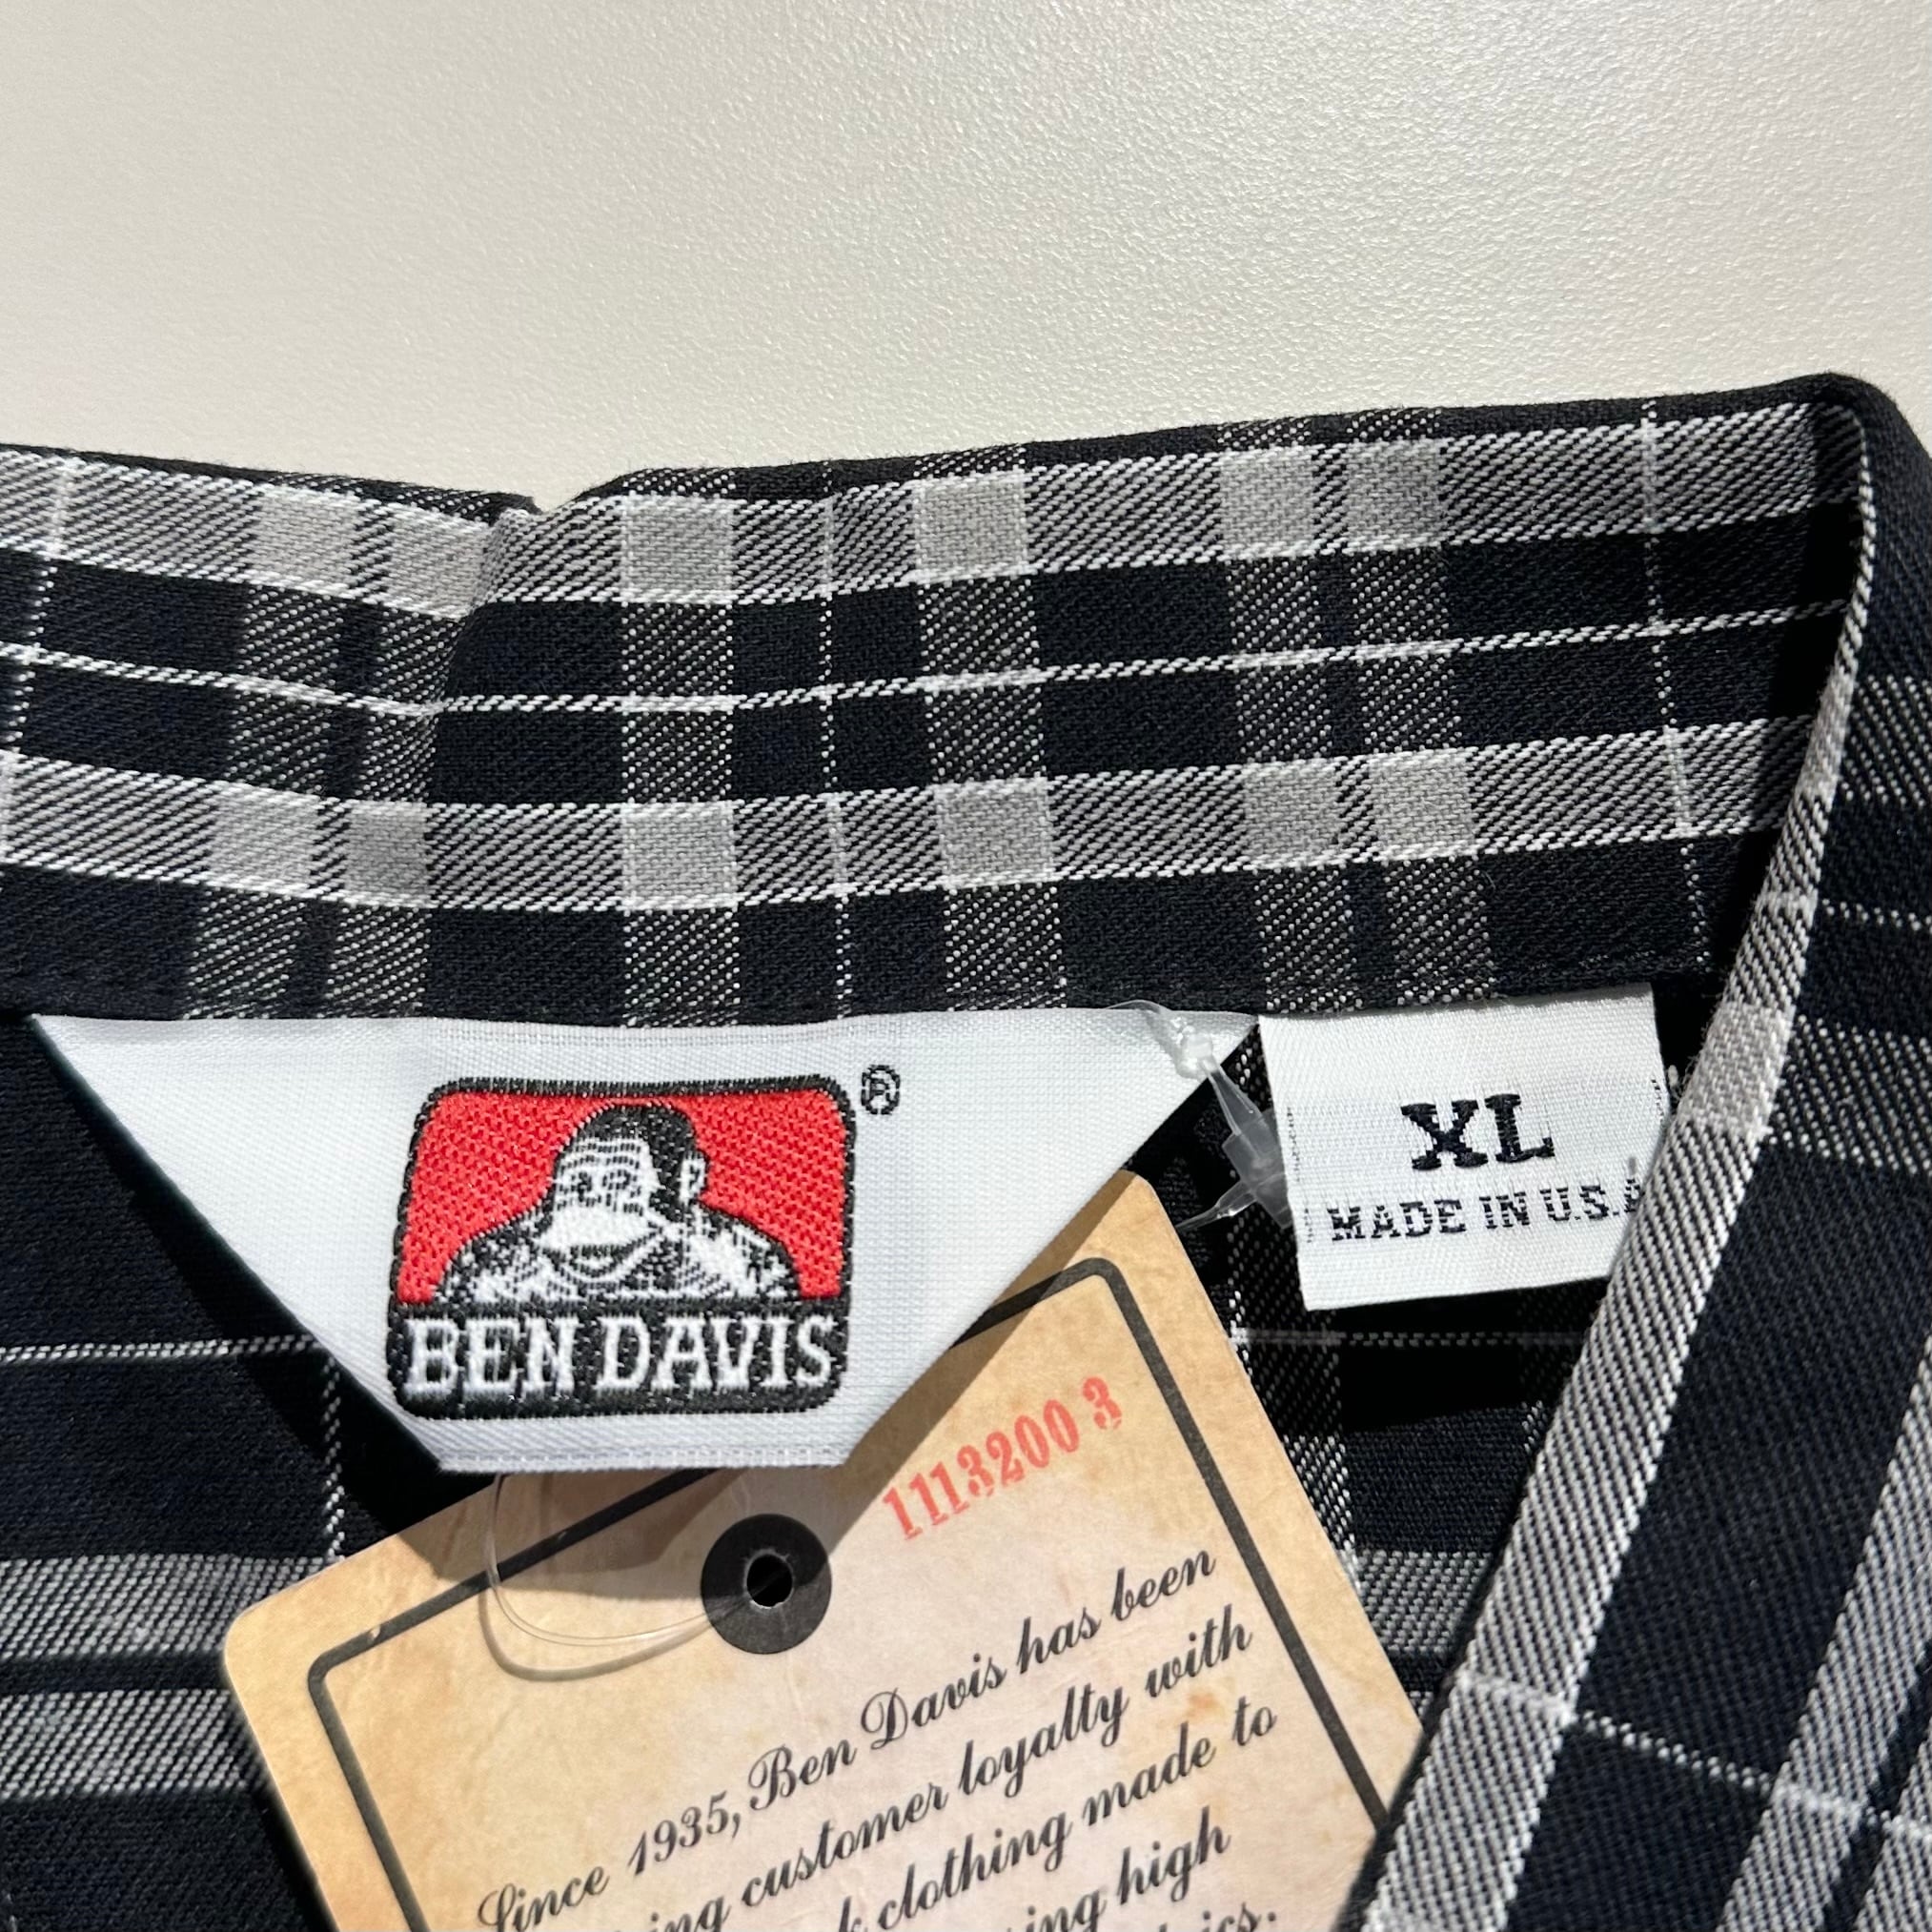 ®
BEN DAVIS
XL
MADE IN U.S.A
1113200 3
Since 1935, Ben Davis has been
customer loyalty with
clothing made to
high